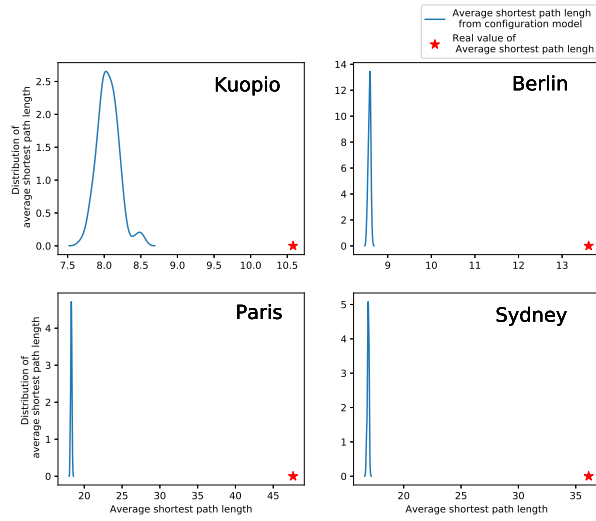 Average shortest path lengh
from configuration model
Real value of
Average shortest path lengh
Kuopio
Distribution of
average shortest path length
2.5
2.0
1.5
1.0
0.5
0.0
7.5 8.0 8.5 9.0 9.5 10.0 10.5
Berlin
14
12
10
8
6
4
2
0
9 10 11 12 13
Paris
Distribution of
average shortest path length
4
3
2
1
0
20 25 30 35 40 45
Average shortest path length
Sydney
5
4
3
2
1
0
20 25 30 35
Average shortest path length